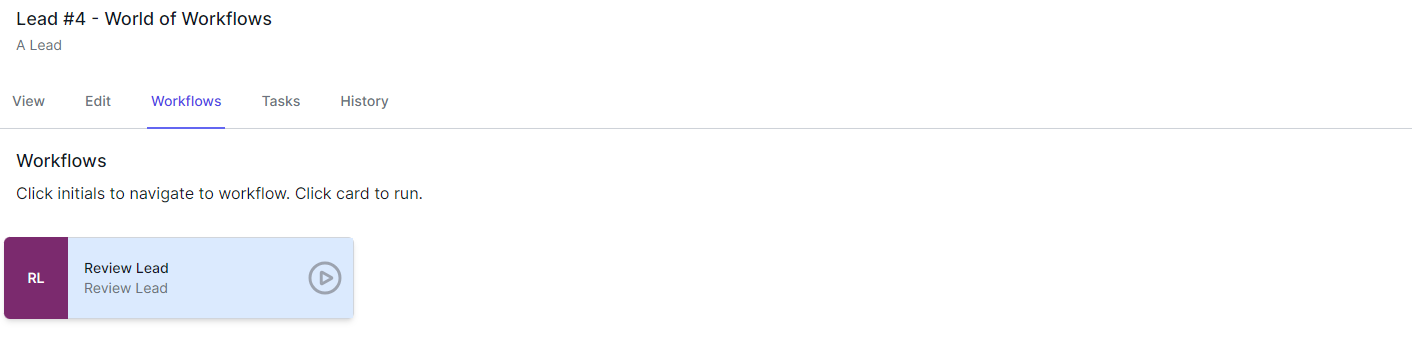 Lead #4 - World of Workflows
A Lead
View Edit Workflows Tasks History
Workflows
Click initials to navigate to workflow. Click card to run.
RL
Review Lead
Review Lead